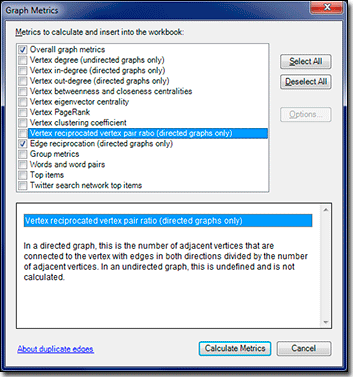 Graph Metrics
Metrics to calculate and insert into the workbook:
Overall graph metrics
Vertex degree (undirected graphs only)
Vertex in-degree (directed graphs only)
Vertex out-degree (directed graphs only)
Vertex betweenness and closeness centralities
Vertex eigenvector centrality
Vertex PageRank
Vertex clustering coefficient
Vertex reciprocated vertex pair ratio (directed graphs only)
Edge reciprocation (directed graphs only)
Group metrics
Words and word pairs
Top items
Twitter search network top items
Select All
Deselect All
Options...
Vertex reciprocated vertex pair ratio (directed graphs only)
In a directed graph, this is the number of adjacent vertices that are
connected to the vertex with edges in both directions divided by the number
of adjacent vertices. In an undirected graph, this is undefined and is not
calculated.
About duplicate edges
Calculate Metrics
Cancel